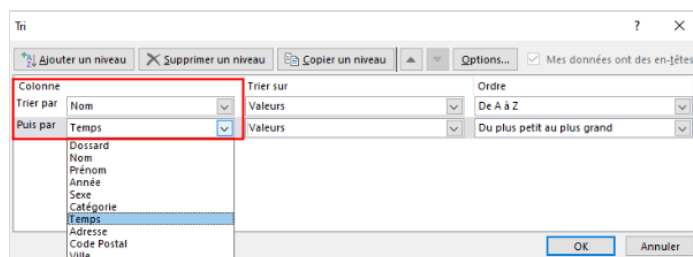 Tri ? X
Ajouter un niveau Supprimer un niveau Copier un niveau Options... Mes données ont des en-têtes
Colonne Trier sur Ordre
Trier par Nom Valeurs De A à Z
Puis par Temps Valeurs Du plus petit au plus grand
Dossard
Nom
Prénom
Année
Sexe
Catégorie
Temps
Adresse
Code Postal
Ville
OK Annuler